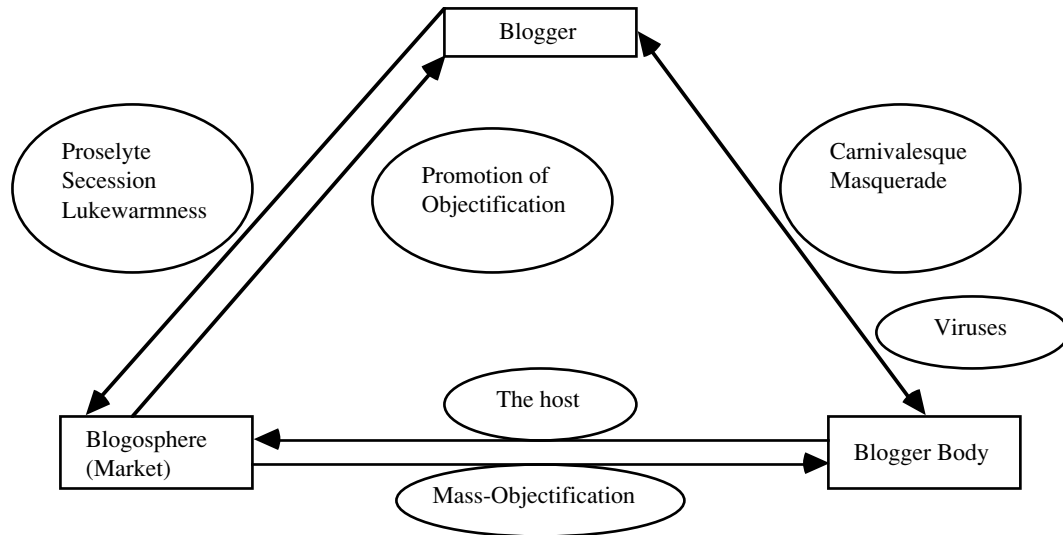 Blogger
Proselyte
Secession
Lukewarmness
Promotion of
Objectification
Carnivalesque
Masquerade
Viruses
The host
Blogosphere
(Market)
Blogger Body
Mass-Objectification